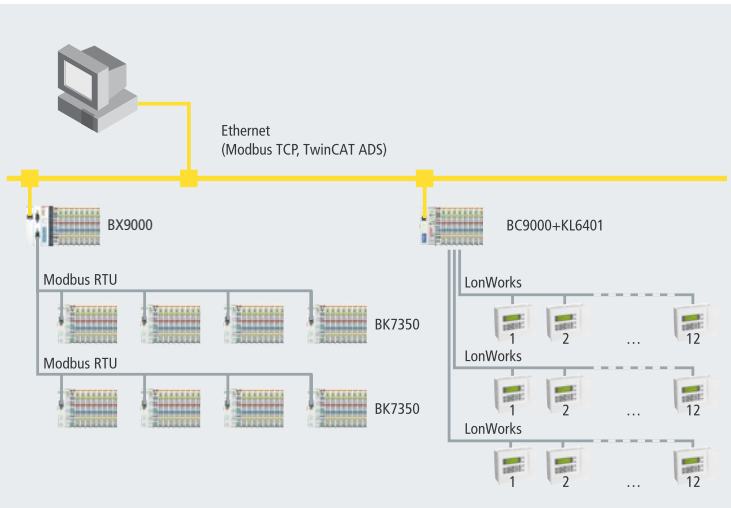 Ethernet
(Modbus TCP, TwinCAT ADS)
BX9000
BC9000+KL6401
Modbus RTU
BK7350
Modbus RTU
BK7350
LonWorks
1 2 ... 12
LonWorks
1 2 ... 12
LonWorks
1 2 ... 12